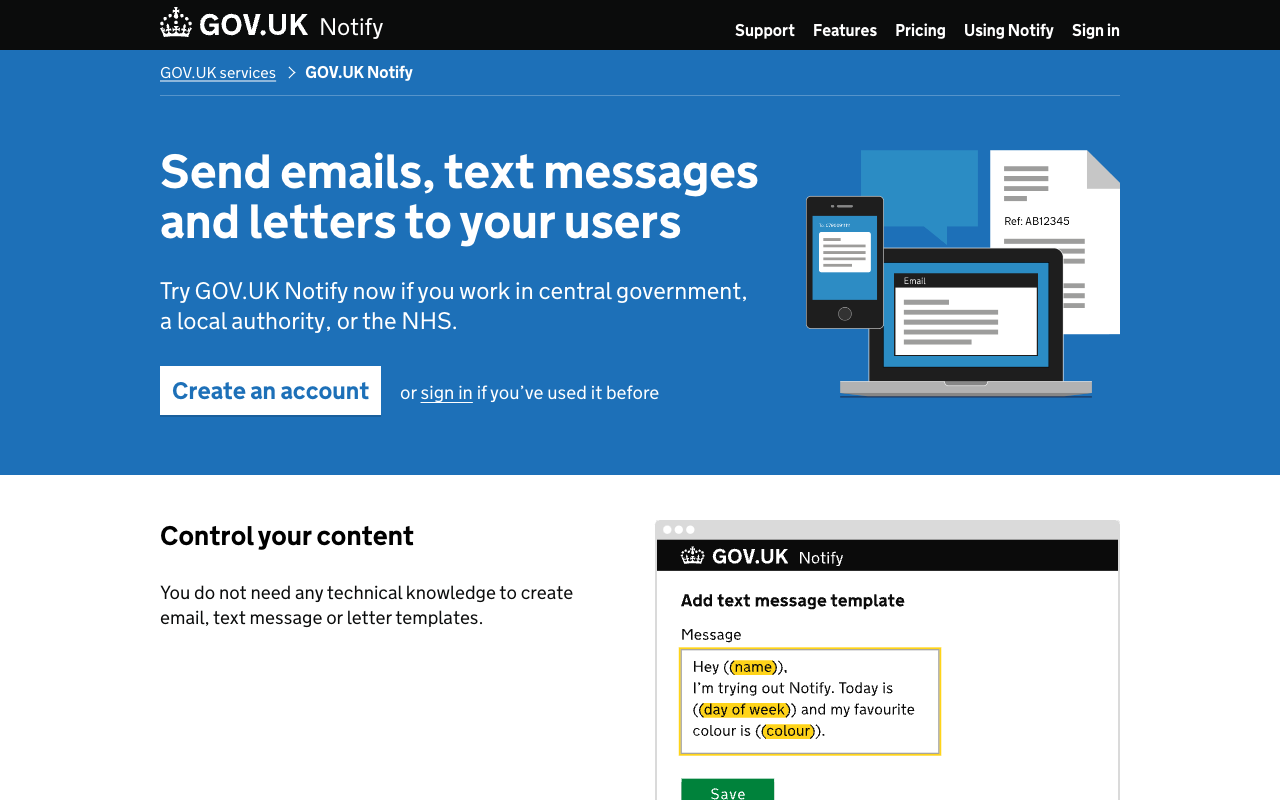 GOV.UK Notify
Support Features Pricing Using Notify Sign in
GOV.UK services > GOV.UK Notify
Send emails, text messages
and letters to your users
Try GOV.UK Notify now if you work in central government,
a local authority, or the NHS.
Create an account or sign in if you’ve used it before
Ref: AB12345
Email
Control your content
You do not need any technical knowledge to create
email, text message or letter templates.
GOV.UK Notify
Add text message template
Message
Hey ((name)),
I’m trying out Notify. Today is
((day of week)) and my favourite
colour is ((colour)).
Save